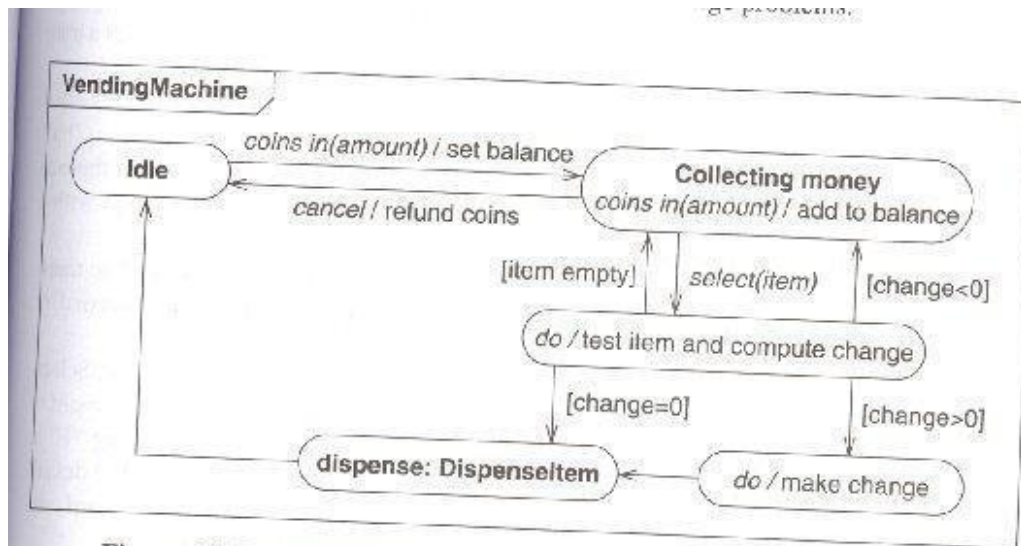 problems.
VendingMachine
Idle
coins in(amount) / set balance
cancel / refund coins
Collecting money
coins in(amount) / add to balance
[item empty]
select(item)
[change<0]
do / test item and compute change
[change=0]
[change>0]
dispense: DispenseItem
do / make change